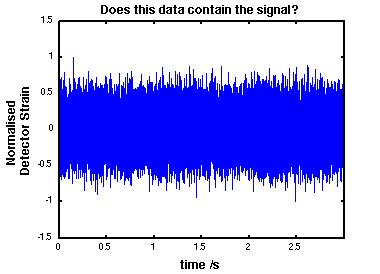 Does this data contain the signal?
1.5
1
0.5
0
-0.5
-1
-1.5
Normalised
Detector Strain
0 0.5 1 1.5 2 2.5
time /s